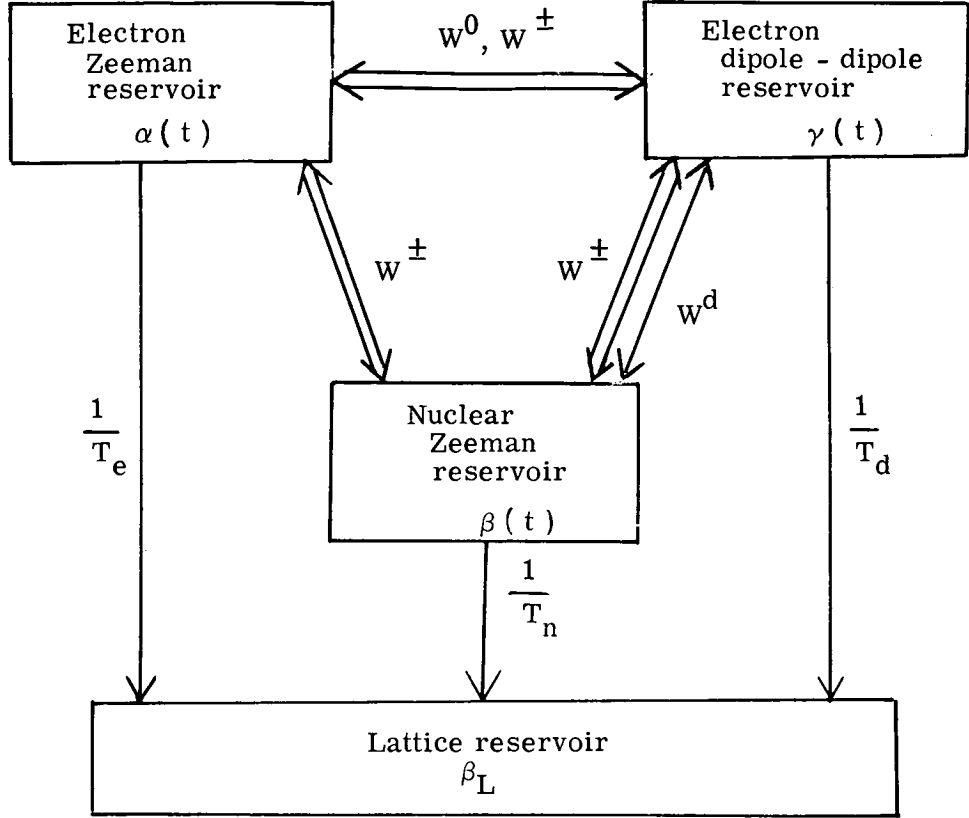 Electron
Zeeman
reservoir
α(t)
W⁰, W±
Electron
dipole - dipole
reservoir
γ(t)
W±
W±
Wᵈ
1
Tₑ
Nuclear
Zeeman
reservoir
β(t)
1
T_d
1
Tₙ
Lattice reservoir
β_L